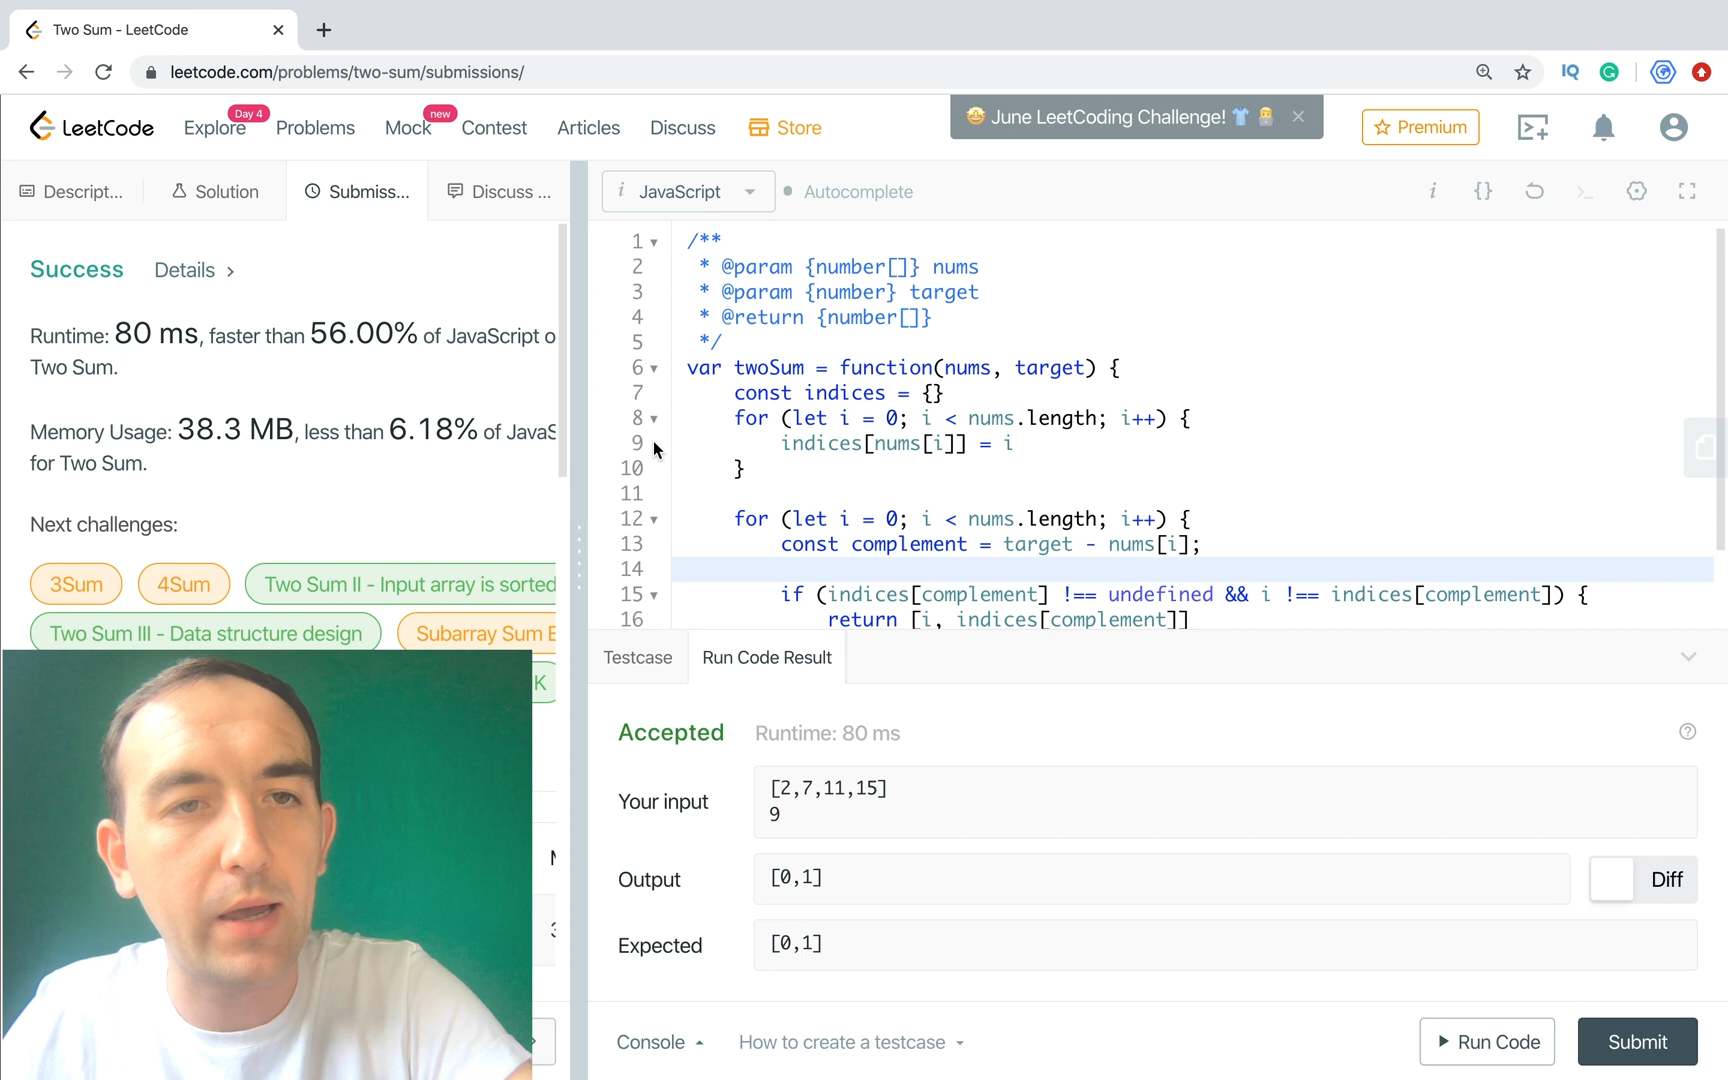 Two Sum - LeetCode
leetcode.com/problems/two-sum/submissions/
IQ
LeetCode
Explore
Day 4
Problems
Mock
new
Contest
Articles
Discuss
Store
🤩 June LeetCoding Challenge! 👕
Premium
Descript...
Solution
Submiss...
Discuss ...
i JavaScript
Autocomplete
i {}
Success Details >
Runtime: 80 ms, faster than 56.00% of JavaScript o
Two Sum.
Memory Usage: 38.3 MB, less than 6.18% of JavaS
for Two Sum.
Next challenges:
3Sum
4Sum
Two Sum II - Input array is sorted
Two Sum III - Data structure design
Subarray Sum E
K
1 /**
2 * @param {number[]} nums
3 * @param {number} target
4 * @return {number[]}
5 */
6 var twoSum = function(nums, target) {
7 const indices = {}
8 for (let i = 0; i < nums.length; i++) {
9 indices[nums[i]] = i
10 }
11
12 for (let i = 0; i < nums.length; i++) {
13 const complement = target - nums[i];
14
15 if (indices[complement] !== undefined && i !== indices[complement]) {
16 return [i, indices[complement]]
Testcase
Run Code Result
Accepted Runtime: 80 ms
Your input
[2,7,11,15]
9
Output
[0,1]
Diff
Expected
[0,1]
Console
How to create a testcase
Run Code
Submit